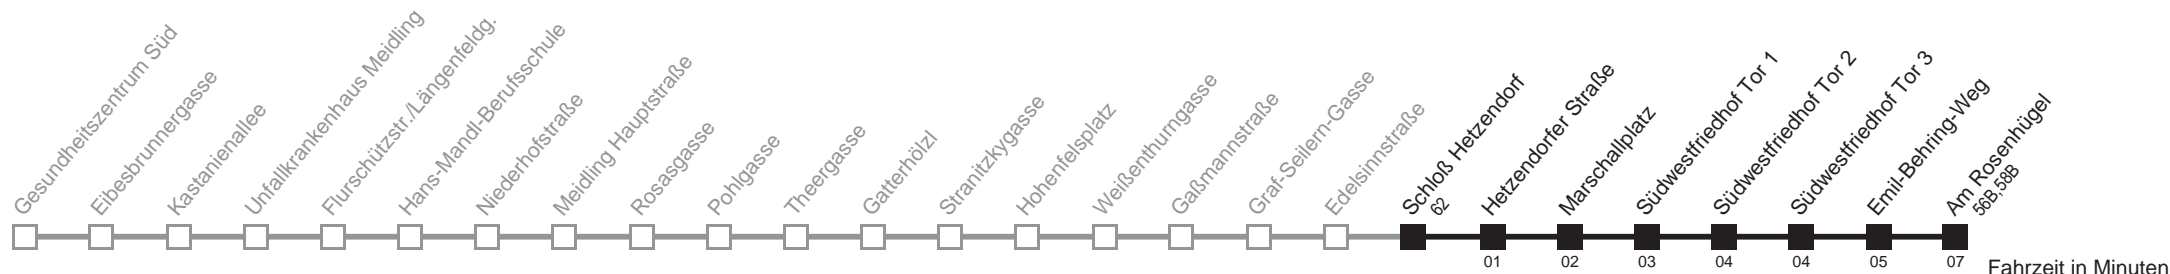 Gesundheitszentrum Süd
Eibesbrunnergasse
Kastanienallee
Unfallkrankenhaus Meidling
Flurschützstr./Längenfeldg.
Hans-Mandl-Berufsschule
Niederhofstraße
Meidling Hauptstraße
Rosasgasse
Pohlgasse
Theergasse
Gatterhölzl
Stranitzkygasse
Hohenfelsplatz
Weißenthurngasse
Gaßmannstraße
Graf-Seilern-Gasse
Edelsinnstraße
Schloß Hetzendorf
62
Hetzendorfer Straße
Marschallplatz
Südwestfriedhof Tor 1
Südwestfriedhof Tor 2
Südwestfriedhof Tor 3
Emil-Behring-Weg
Am Rosenhügel
56B,58B
01 02 03 04 04 05 07 Fahrzeit in Minuten